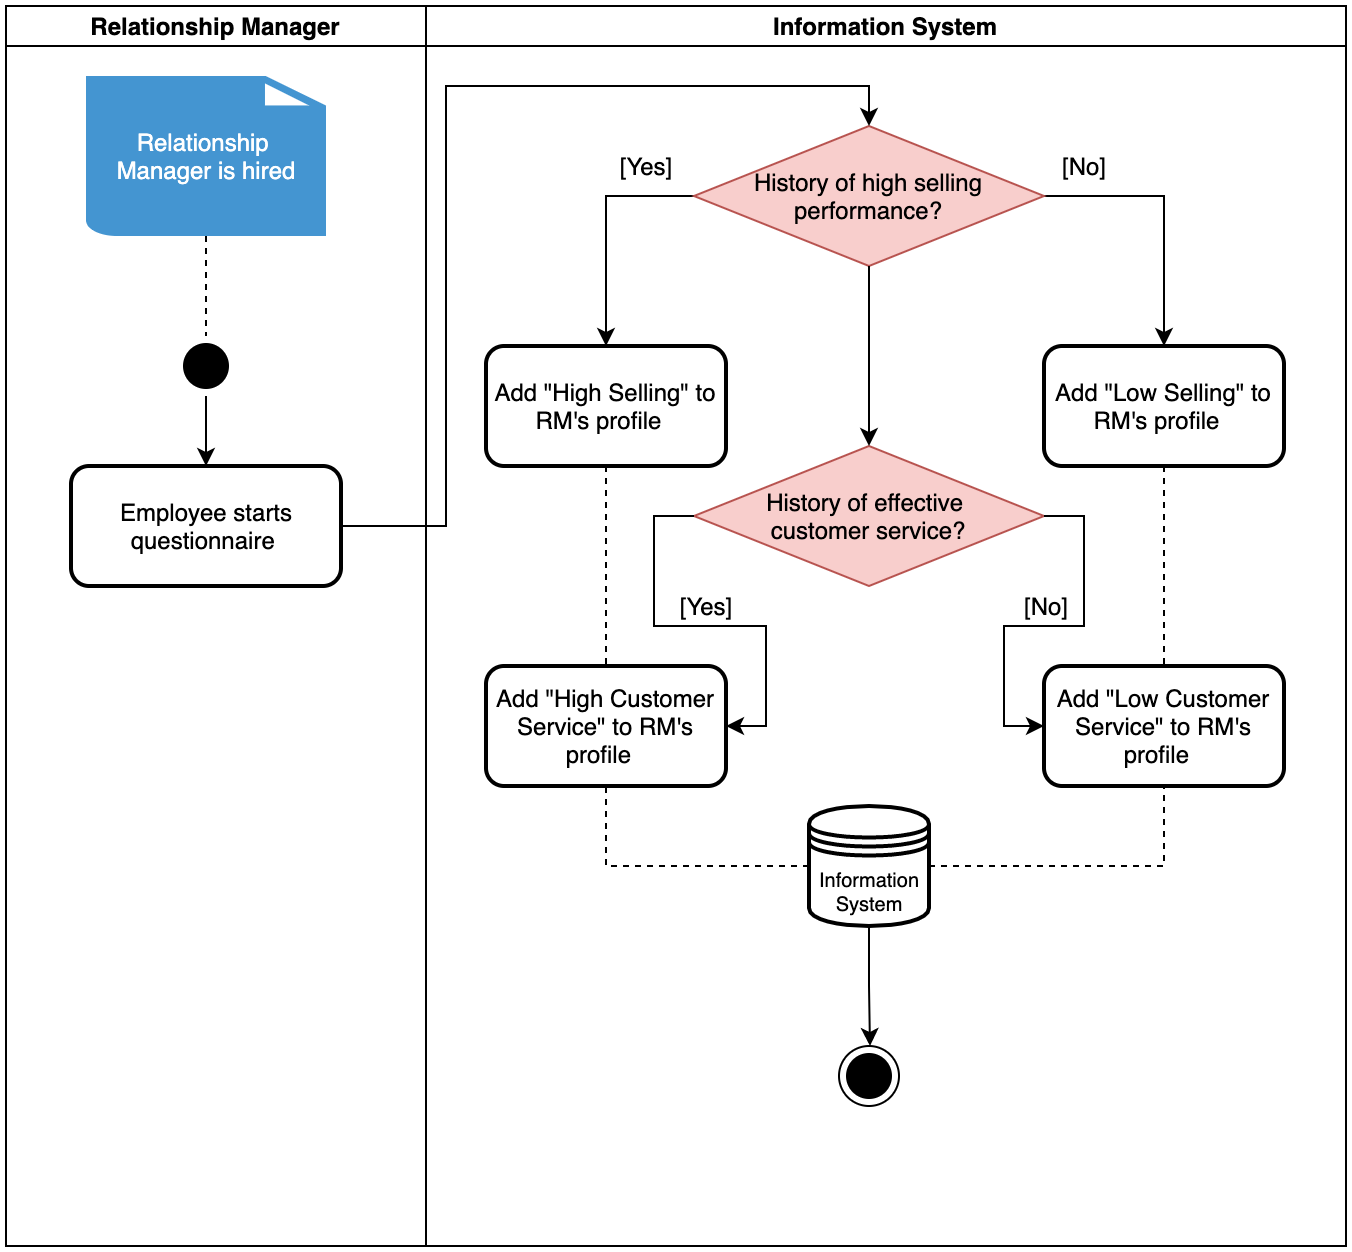 Relationship Manager
Information System
Relationship
Manager is hired
[Yes]
History of high selling
performance?
[No]
Add "High Selling" to
RM's profile
Add "Low Selling" to
RM's profile
Employee starts
questionnaire
History of effective
customer service?
[Yes]
[No]
Add "High Customer
Service" to RM's
profile
Add "Low Customer
Service" to RM's
profile
Information
System